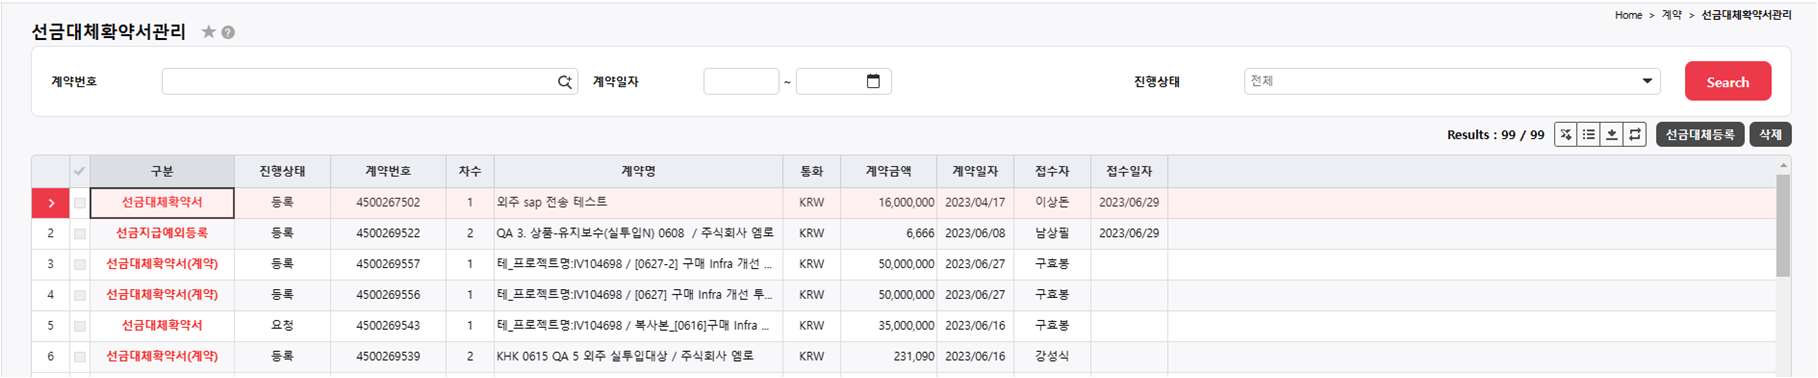 Home > 계약 > 선금대체확약서관리
선금대체확약서관리
계약번호 계약일자 ~ 진행상태 전체 Search
Results : 99 / 99 선금대체등록 삭제
구분 진행상태 계약번호 차수 계약명 통화 계약금액 계약일자 접수자 접수일자
선금대체확약서 등록 4500267502 1 외주 sap 전송 테스트 KRW 16,000,000 2023/04/17 이상돈 2023/06/29
2 선금지급예외등록 등록 4500269522 2 QA 3. 상품-유지보수(실투입N) 0608 / 주식회사 엠로 KRW 6,666 2023/06/08 남상필 2023/06/29
3 선금대체확약서(계약) 등록 4500269557 1 테_프로젝트명:IV104698 / [0627-2] 구매 Infra 개선 ... KRW 50,000,000 2023/06/27 구효봉
4 선금대체확약서(계약) 등록 4500269556 1 테_프로젝트명:IV104698 / [0627] 구매 Infra 개선 투... KRW 50,000,000 2023/06/27 구효봉
5 선금대체확약서 요청 4500269543 1 테_프로젝트명:IV104698 / 복사본_[0616]구매 Infra ... KRW 35,000,000 2023/06/16 구효봉
6 선금대체확약서(계약) 등록 4500269539 2 KHK 0615 QA 5 외주 실투입대상 / 주식회사 엠로 KRW 231,090 2023/06/16 강성식